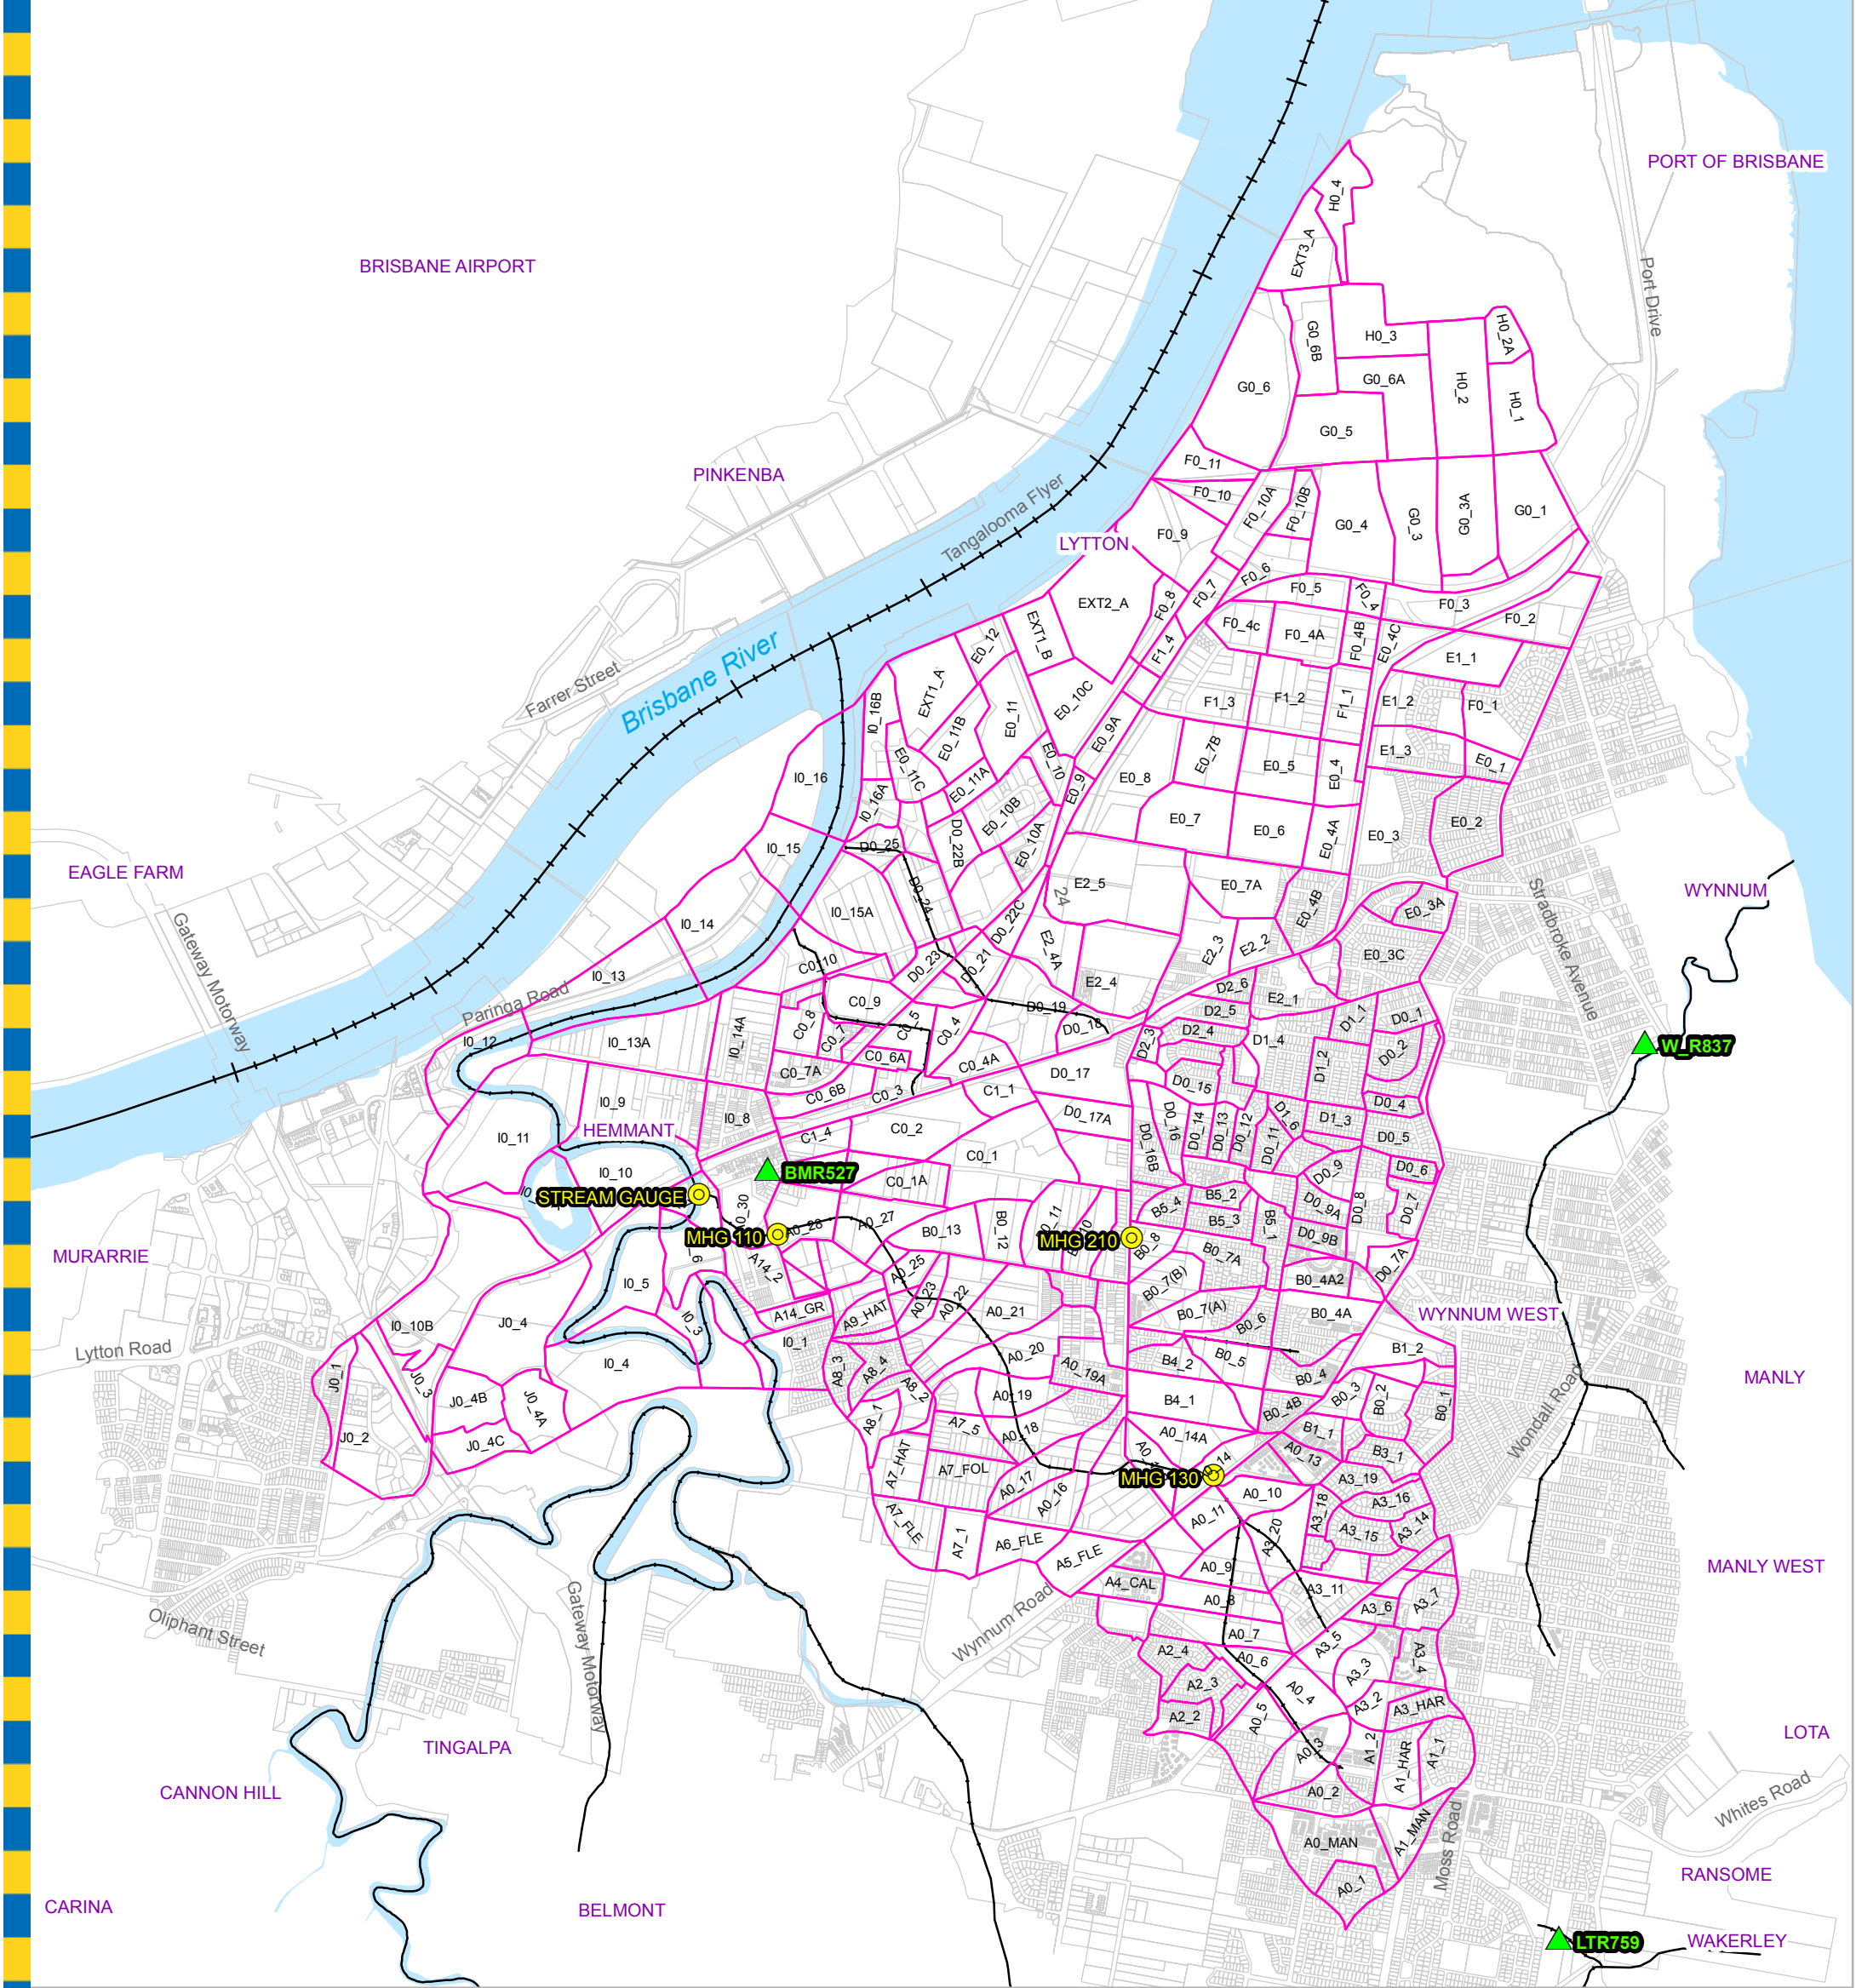 PORT OF BRISBANE
H0_4
EXT3_A
BRISBANE AIRPORT
Port Drive
G0_6B
H0_3
H0_2A
G0_6A
H0_2
G0_6
H0_1
G0_5
F0_11
PINKENBA
F0_10
F0_10A
F0_10B
G0_4
G0_3
G0_3A
G0_1
Tangalooma Flyer
LYTTON
F0_9
F0_6
F0_5
F0_4
F0_3
F0_2
F0_7
F0_8
EXT2_A
EXT1_B
E0_12
F0_4c
F0_4A
F0_4B
E0_4C
F1_4
E1_1
Brisbane River
Farrer Street
I0_16B
EXT1_A
E0_11B
E0_11
E0_10C
F1_3
F1_2
F1_1
E1_2
F0_1
E0_9A
E0_10
E0_7B
E0_5
E0_4
E1_3
E0_1
I0_16
E0_11C
E0_11A
E0_9
E0_8
I0_16A
E0_10B
E0_7
E0_6
E0_4A
E0_3
E0_2
D0_25
D0_22B
E0_10A
I0_15
EAGLE FARM
D0_24
24
E2_5
E0_7A
E0_4B
E0_3A
Stradbroke Avenue
WYNNUM
I0_15A
D0_22C
I0_14
Gateway Motorway
E2_4A
E2_3
E2_2
E0_3C
C0_10
D0_23
D0_21
I0_13
Paringa Road
E2_4
D2_6
C0_9
E2_1
D0_19
D2_5
D1_1
D0_1
C0_8
C0_5
C0_4
D0_18
D2_4
I0_12
I0_13A
I0_14A
C0_7
C0_6A
D2_3
D1_4
D0_2
W_R837
C0_4A
D1_2
C0_7A
D0_17
D0_15
C0_6B
C0_3
C1_1
I0_9
I0_8
D0_17A
D0_16
D0_14
D0_13
D0_12
D1_6
D0_4
D1_3
HEMMANT
C1_4
C0_2
I0_11
D0_11
D0_5
C0_1
D0_16B
I0_10
BMR527
C0_1A
D0_9
D0_6
STREAM GAUGE
B5_2
D0_9A
D0_8
D0_7
B5_4
B5_3
B5_1
MHG 110
A0_28
A0_27
B0_13
B0_12
MHG 210
B0_8
D0_9B
MURARRIE
A14_2
A0_25
B0_7A
D0_7A
B0_7(B)
B0_4A2
I0_5
A0_23
A0_22
A14_GR
A9_HAT
A0_21
B0_7(A)
B0_6
B0_4A
WYNNUM WEST
I0_10B
J0_4
I0_3
I0_1
Lytton Road
A0_20
B0_5
B1_2
I0_4
A8_3
A8_4
A0_19A
B4_2
B0_4
J0_1
J0_3
A8_2
MANLY
J0_4B
J0_4A
A0_19
B4_1
B0_3
B0_2
B0_1
B0_4B
A8_1
A7_5
A0_18
A0_14A
B1_1
Wondall Road
J0_2
J0_4C
A7_HAT
A7_FOL
A0_13
B3_1
MHG 130
A0_17
A3_19
A0_10
A0_16
A3_18
A3_16
A7_FLE
A0_11
A3_20
A3_15
A3_14
A7_1
A6_FLE
A5_FLE
A0_9
MANLY WEST
Gateway Motorway
Wynnum Road
A4_CAL
A3_11
A0_8
A3_6
A3_7
Oliphant Street
A0_7
A3_5
A2_4
A0_6
A3_4
A2_3
A3_3
A0_4
A3_2
A3_HAR
A2_2
A0_5
LOTA
TINGALPA
A0_3
A1_2
A1_HAR
A1_1
CANNON HILL
A0_2
Whites Road
A1_MAN
A0_MAN
Moss Road
RANSOME
A0_1
CARINA
BELMONT
LTR759
WAKERLEY